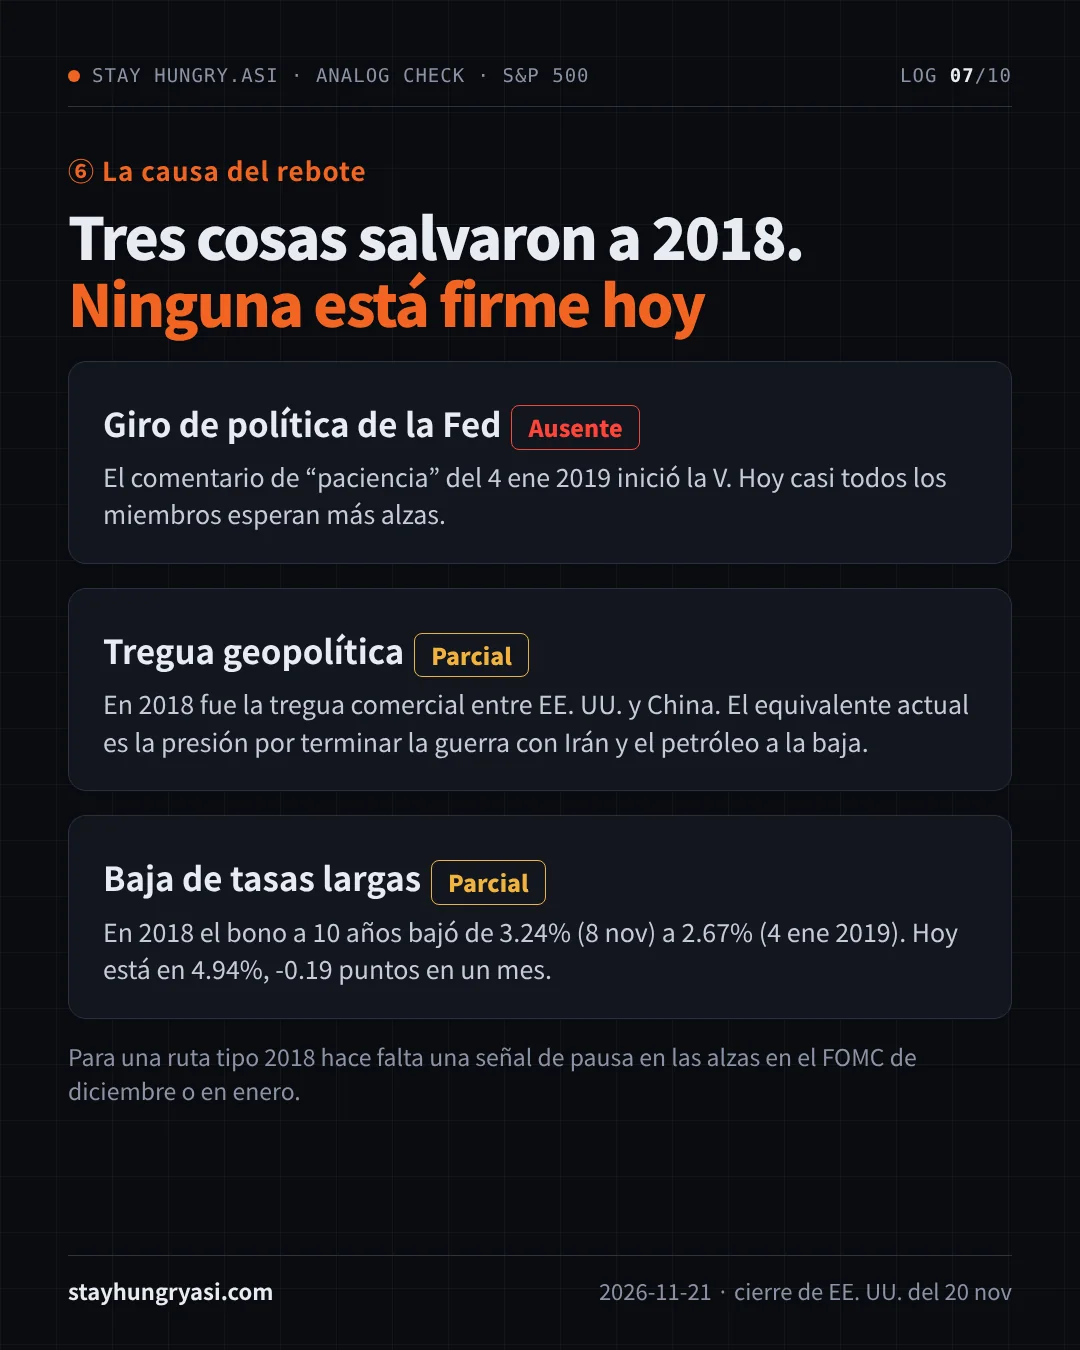 STAY HUNGRY.ASI · ANALOG CHECK · S&P 500
LOG 07/10
⑥ La causa del rebote
Tres cosas salvaron a 2018.
Ninguna está firme hoy
Giro de política de la Fed Ausente
El comentario de “paciencia” del 4 ene 2019 inició la V. Hoy casi todos los
miembros esperan más alzas.
Tregua geopolítica Parcial
En 2018 fue la tregua comercial entre EE. UU. y China. El equivalente actual
es la presión por terminar la guerra con Irán y el petróleo a la baja.
Baja de tasas largas Parcial
En 2018 el bono a 10 años bajó de 3.24% (8 nov) a 2.67% (4 ene 2019). Hoy
está en 4.94%, -0.19 puntos en un mes.
Para una ruta tipo 2018 hace falta una señal de pausa en las alzas en el FOMC de
diciembre o en enero.
stayhungryasi.com
2026-11-21 · cierre de EE. UU. del 20 nov